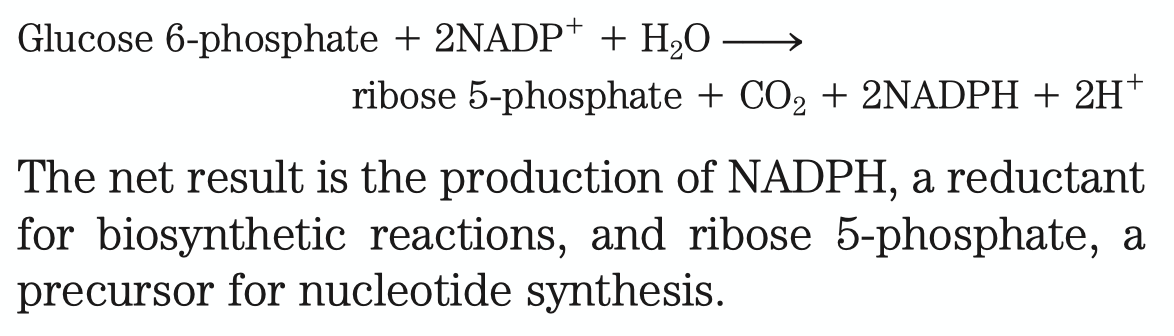 Glucose 6-phosphate + 2NADP⁺ + H₂O ⟶
ribose 5-phosphate + CO₂ + 2NADPH + 2H⁺
The net result is the production of NADPH, a reductant
for biosynthetic reactions, and ribose 5-phosphate, a
precursor for nucleotide synthesis.